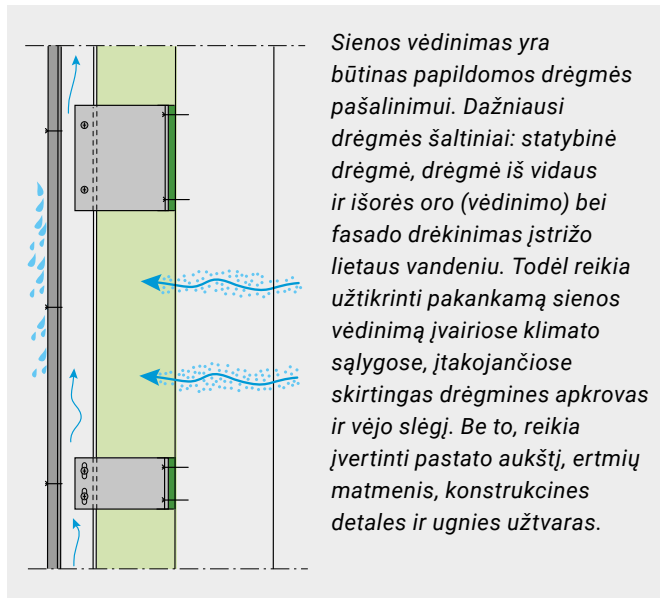 Sienos vėdinimas yra
būtinas papildomos drėgmės
pašalinimui. Dažniausi
drėgmės šaltiniai: statybinė
drėgmė, drėgmė iš vidaus
ir išorės oro (vėdinimo) bei
fasado drėkinimas įstrižo
lietaus vandeniu. Todėl reikia
užtikrinti pakankamą sienos
vėdinimą įvairiose klimato
sąlygose, įtakojančiose
skirtingas drėgmines apkrovas
ir vėjo slėgį. Be to, reikia
įvertinti pastato aukštį, ertmių
matmenis, konstrukcines
detales ir ugnies užtvaras.